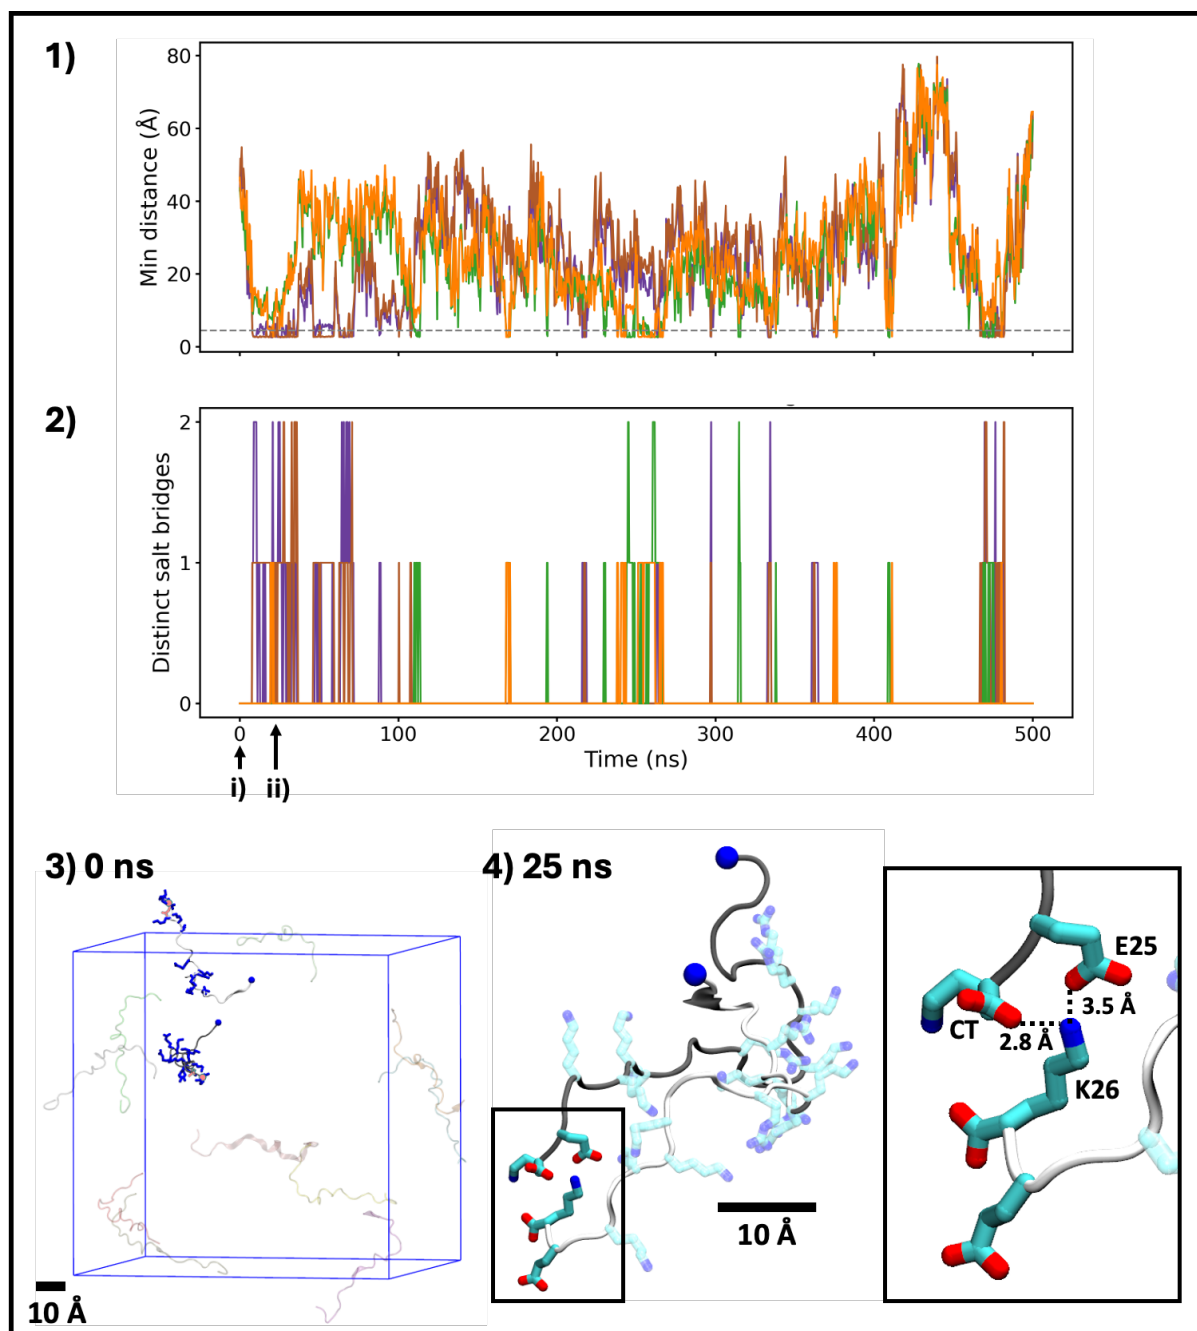 1)
80
60
40
20
0
Min distance (Å)
2)
2
1
0
Distinct salt bridges
0 100 200 300 400 500
Time (ns)
i) ii)
3) 0 ns
10 Å
4) 25 ns
10 Å
E25
3.5 Å
CT
2.8 Å
K26